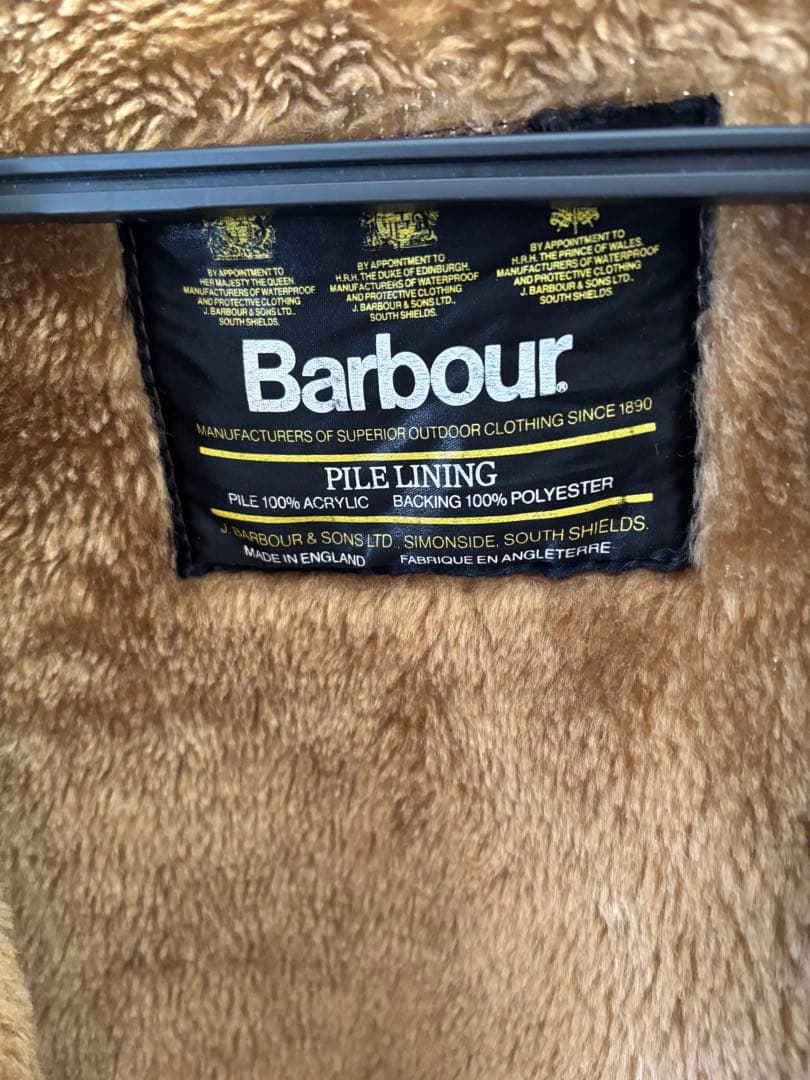 BY APPOINTMENT TO
HER MAJESTY THE QUEEN
MANUFACTURERS OF WATERPROOF
AND PROTECTIVE CLOTHING
J. BARBOUR & SONS LTD.,
SOUTH SHIELDS.
BY APPOINTMENT TO
H.R.H. THE DUKE OF EDINBURGH
MANUFACTURERS OF WATERPROOF
AND PROTECTIVE CLOTHING
J. BARBOUR & SONS LTD.,
SOUTH SHIELDS.
BY APPOINTMENT TO
H.R.H. THE PRINCE OF WALES
MANUFACTURERS OF WATERPROOF
AND PROTECTIVE CLOTHING
J. BARBOUR & SONS LTD.,
SOUTH SHIELDS.
Barbour®
MANUFACTURERS OF SUPERIOR OUTDOOR CLOTHING SINCE 1890
PILE LINING
PILE 100% ACRYLIC BACKING 100% POLYESTER
J. BARBOUR & SONS LTD., SIMONSIDE, SOUTH SHIELDS.
MADE IN ENGLAND FABRIQUE EN ANGLETERRE